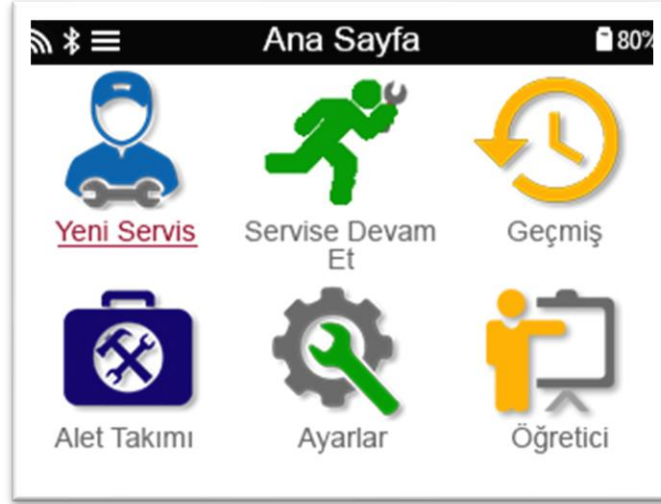 Ana Sayfa
80%
Yeni Servis
Servise Devam
Et
Geçmiş
Alet Takımı
Ayarlar
Öğretici